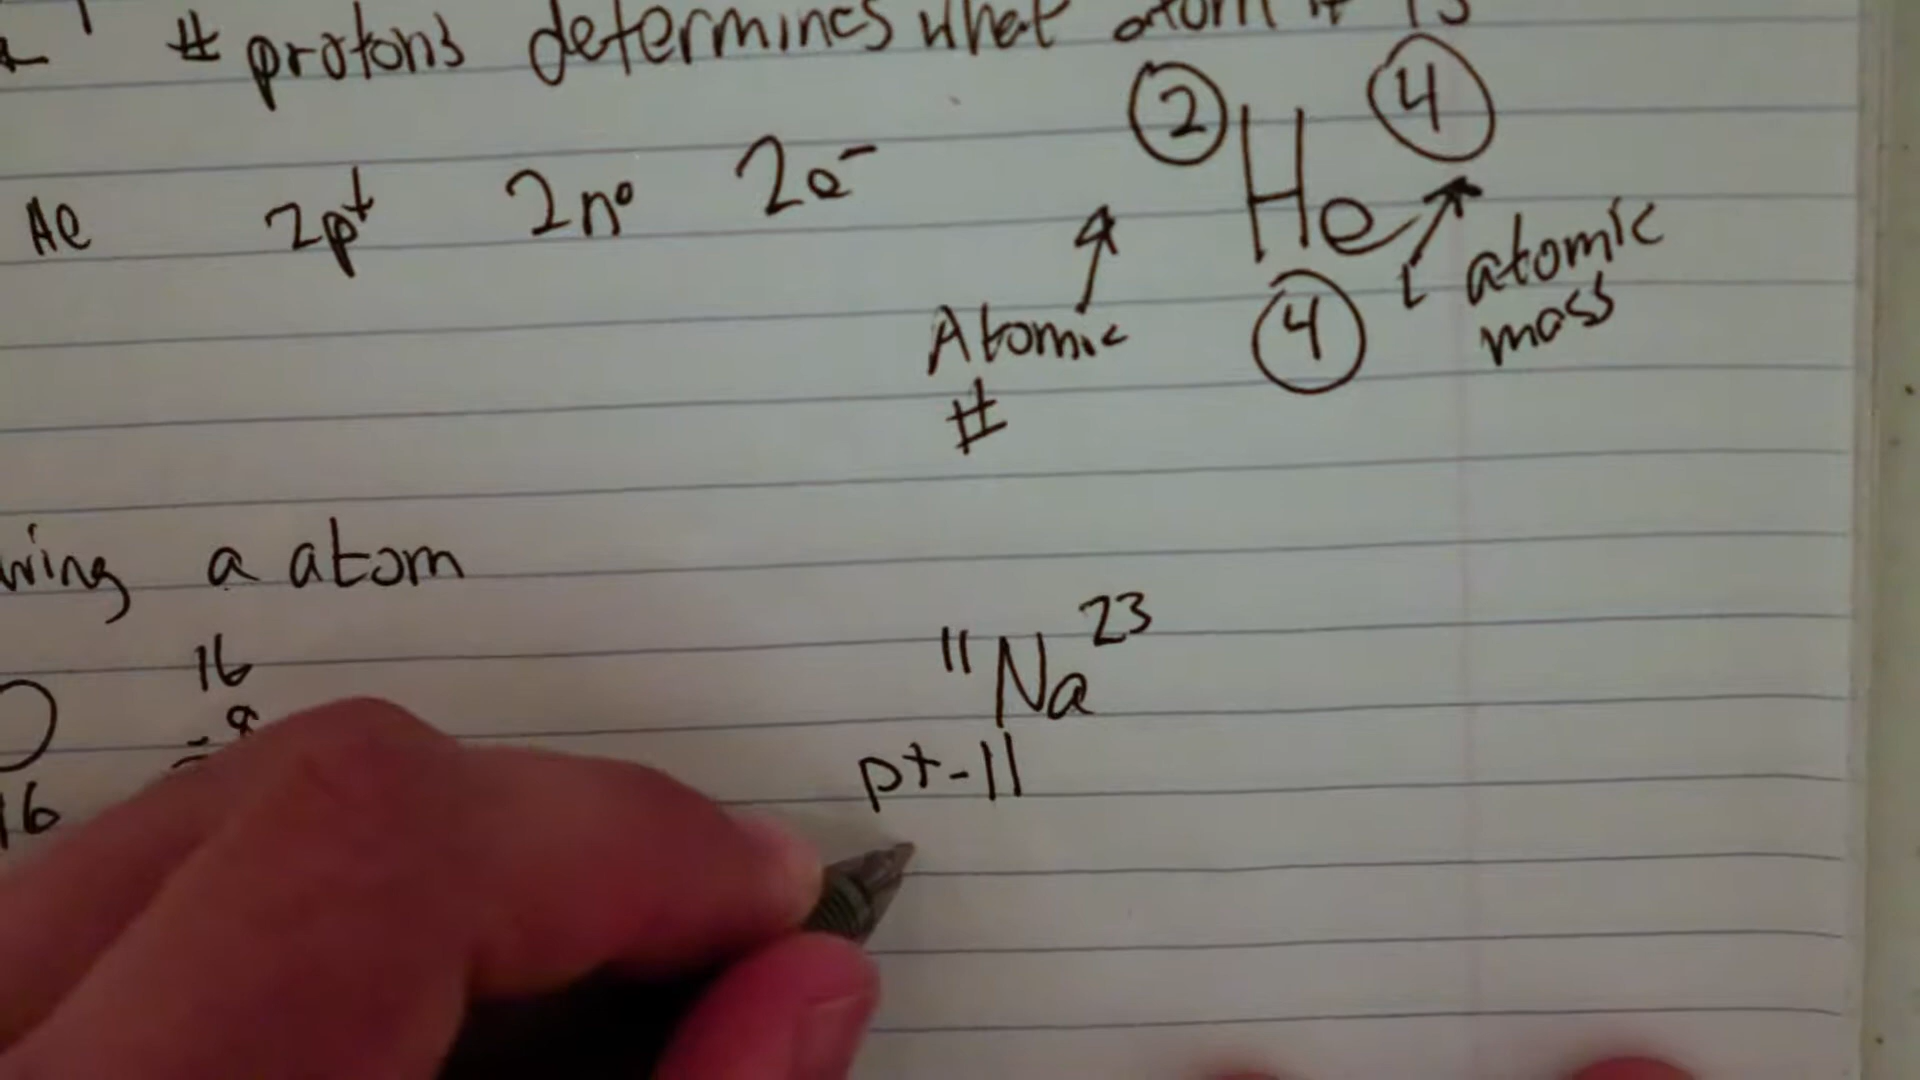 # protons determines what atom it is
2 He 4
He 2p+ 2n° 2e-
Atomic
#
4
atomic
mass
a atom
11 Na 23
16
p+-11
16